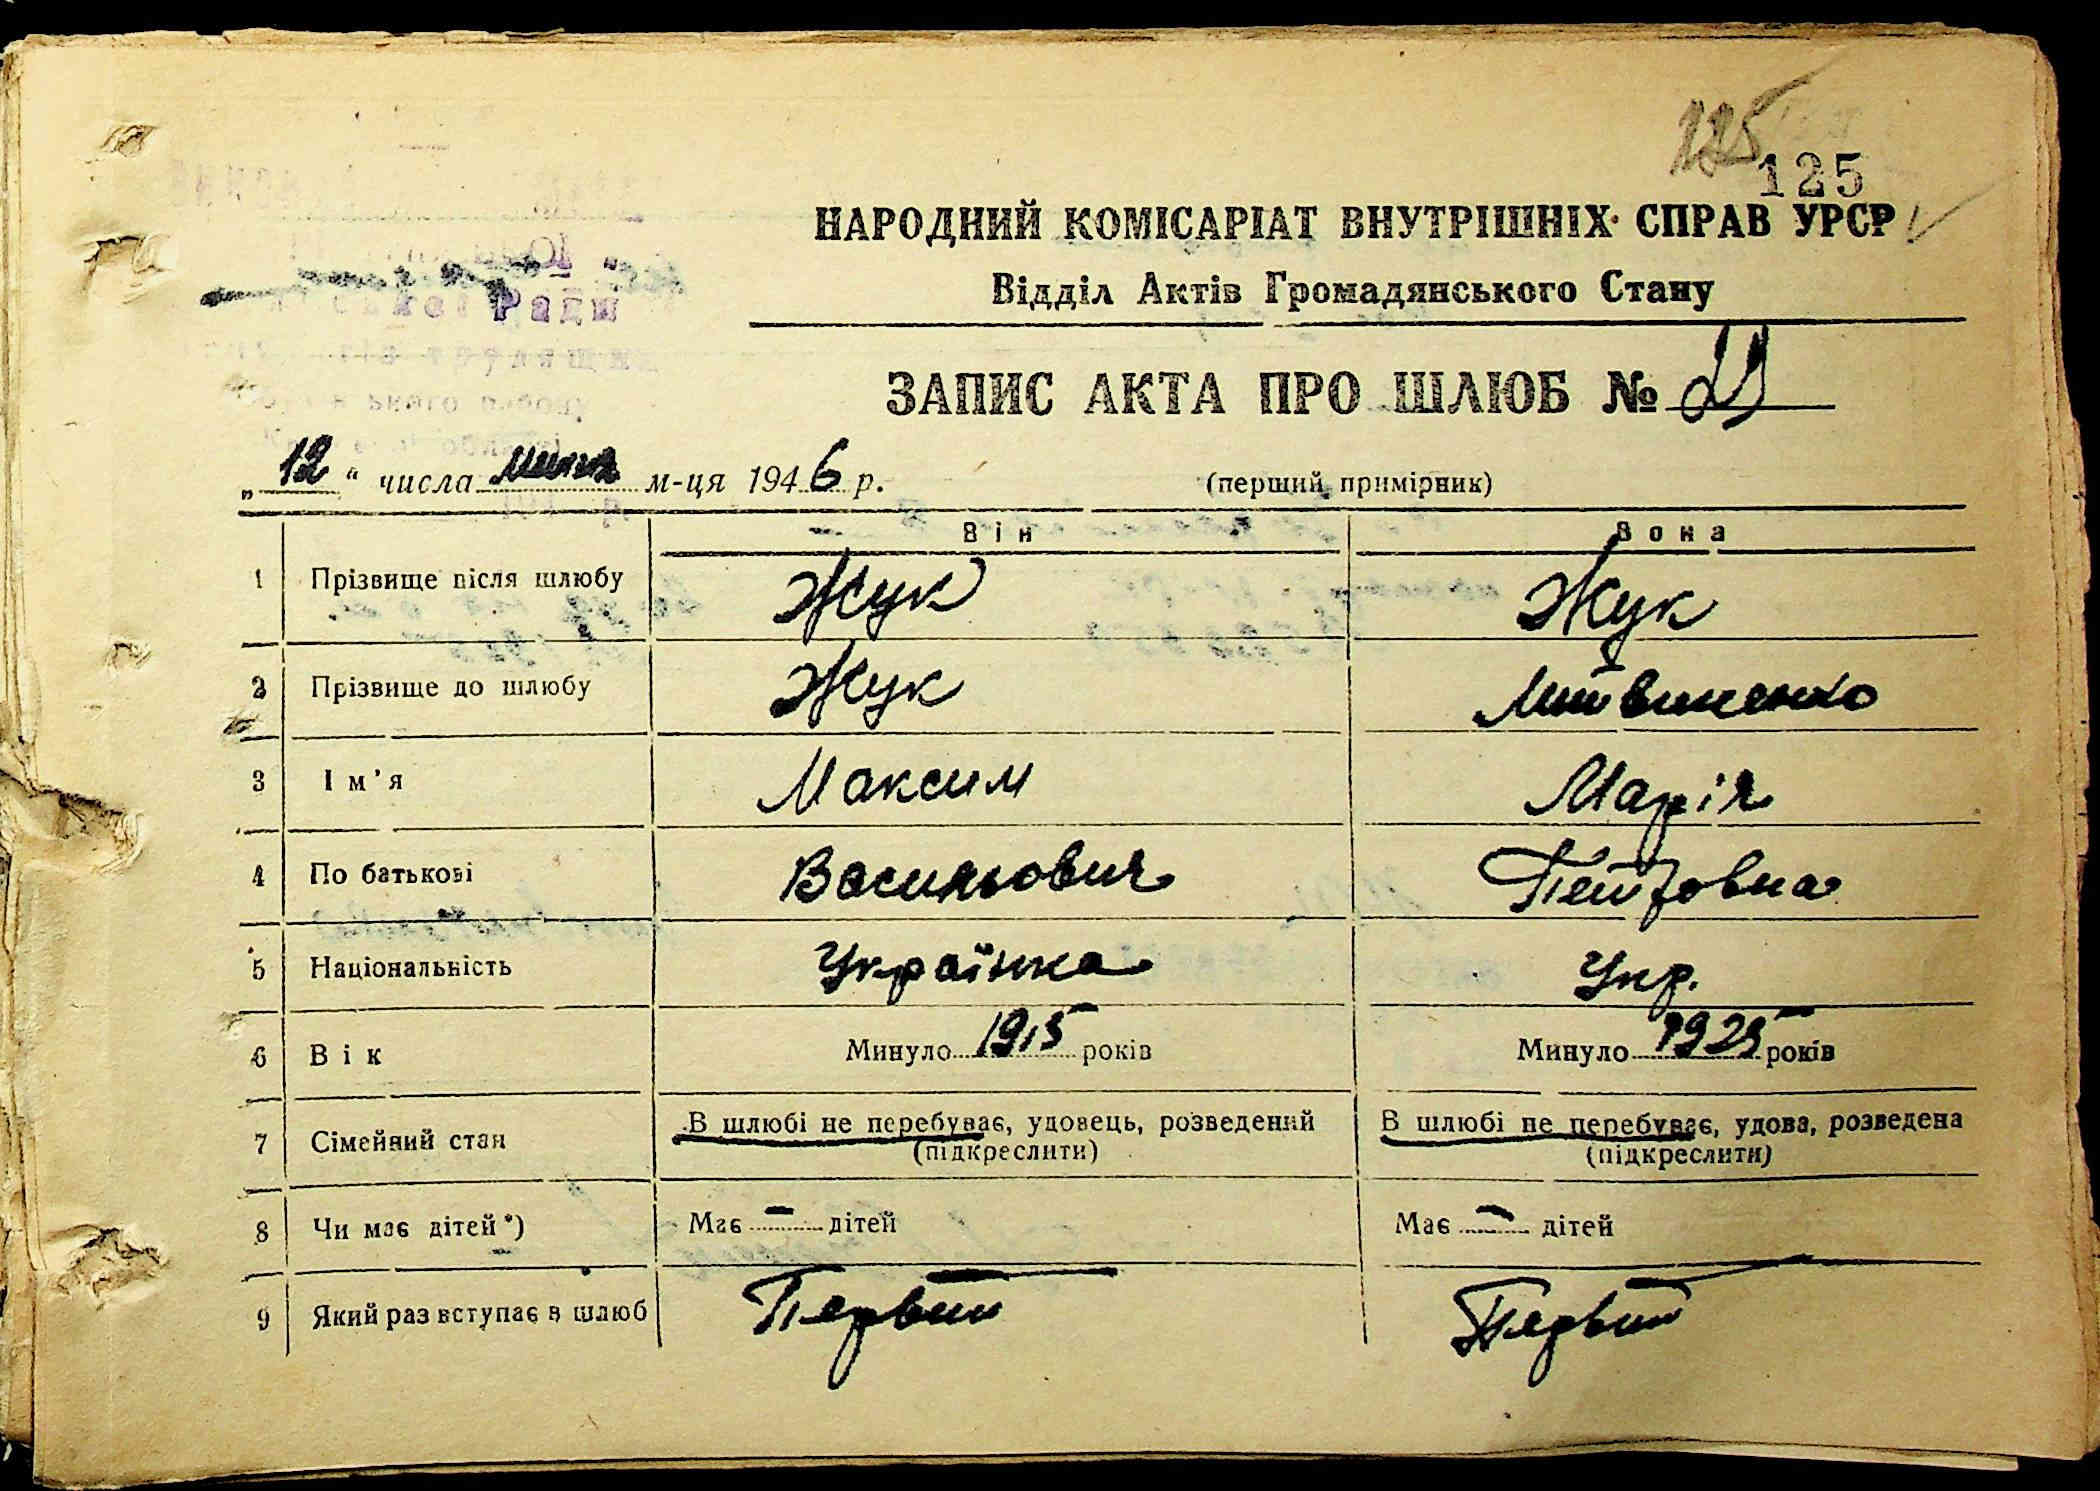 125
125
НАРОДНИЙ КОМІСАРІАТ ВНУТРІШНІХ СПРАВ УРСР
Відділ Актів Громадянського Стану
ЗАПИС АКТА ПРО ШЛЮБ №
„12“ числа м-ця 1946 р. (перший примірник)
Він Вона
1 Прізвище після шлюбу Жук Жук
2 Прізвище до шлюбу Жук Литвиненко
3 Ім'я Максим Марія
4 По батькові Васильович Петровна
5 Національність Українка Укр.
6 Вік Минуло 1915 років Минуло 1925 років
7 Сімейний стан В шлюбі не перебуває, удовець, розведений В шлюбі не перебуває, удова, розведена
(підкреслити) (підкреслити)
8 Чи має дітей*) Має — дітей Має — дітей
9 Який раз вступає в шлюб Первий Первий